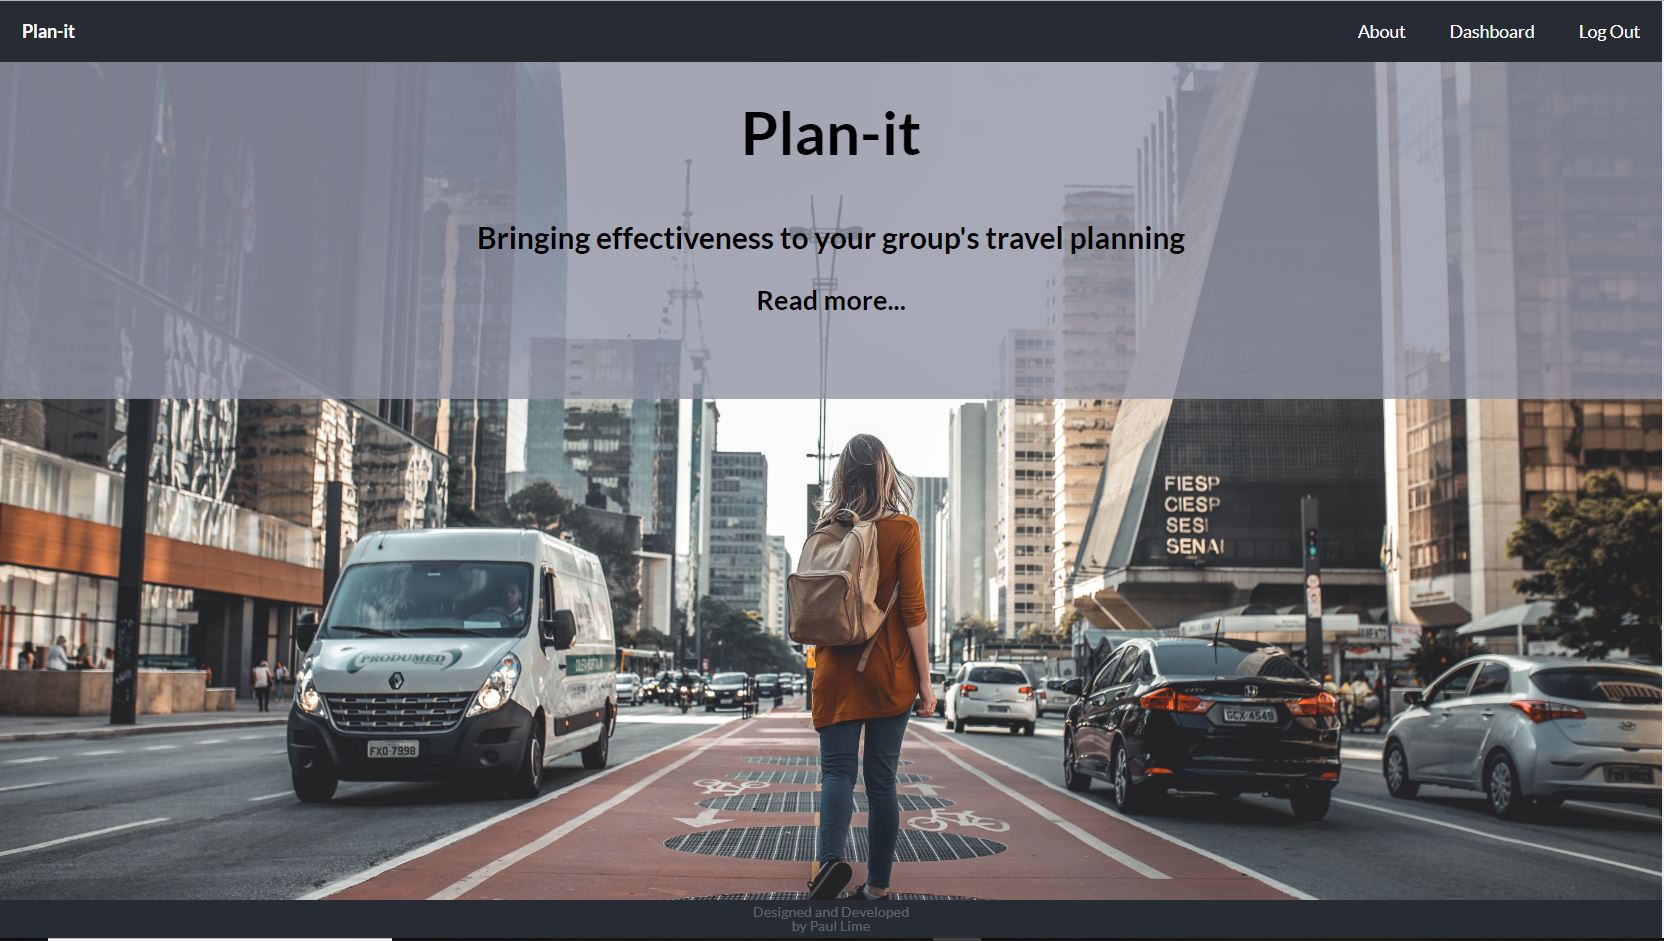 Plan-it
About
Dashboard
Log Out
Plan-it
Bringing effectiveness to your group's travel planning
Read more...
FIESP
CIESP
SESI
SENAI
PRODUMED
FXO-7998
CITY
GCX-4549
Designed and Developed
by Paul Lime